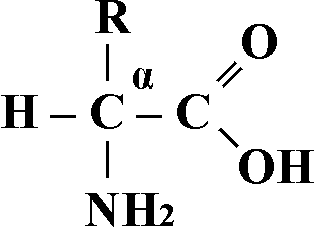 R
α O
H – C – C
OH
NH₂